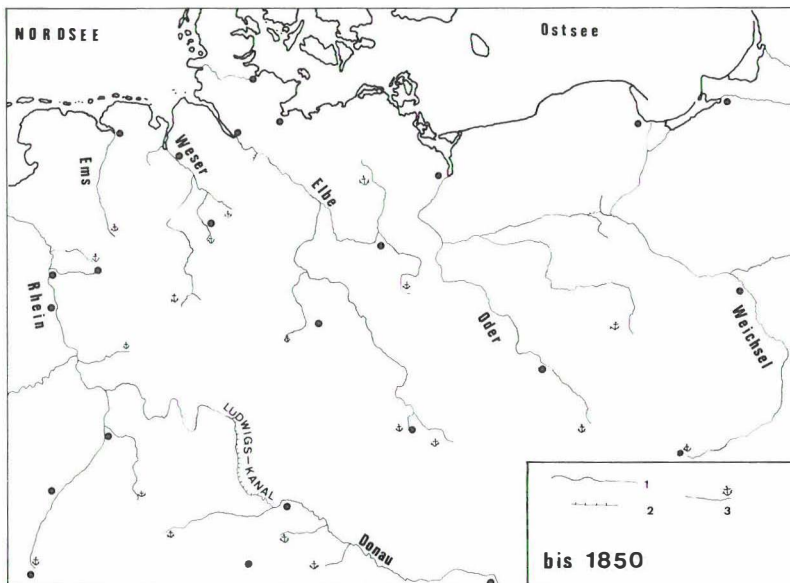 NORDSEE
Ostsee
Ems
Weser
Elbe
Rhein
Oder
Weichsel
LUDWIGS-KANAL
Donau
1
2
3
bis 1850